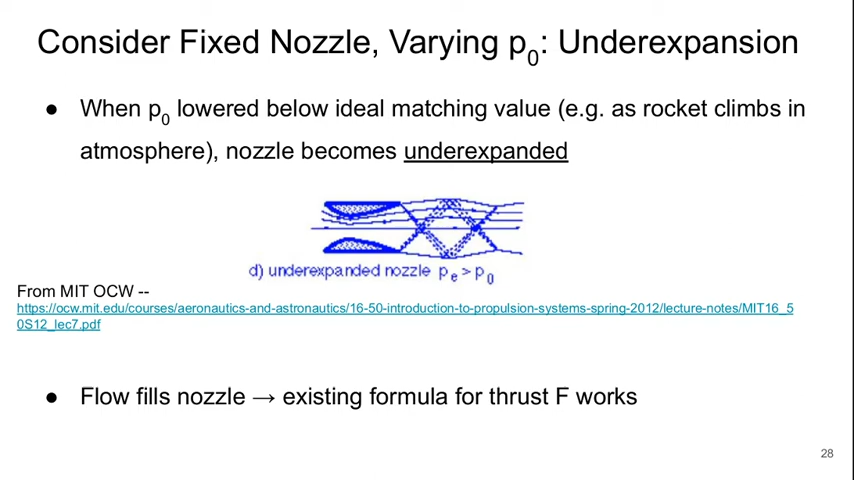 Consider Fixed Nozzle, Varying p0: Underexpansion
● When p0 lowered below ideal matching value (e.g. as rocket climbs in
atmosphere), nozzle becomes underexpanded
d) underexpanded nozzle pe > p0
From MIT OCW --
https://ocw.mit.edu/courses/aeronautics-and-astronautics/16-50-introduction-to-propulsion-systems-spring-2012/lecture-notes/MIT16_5
0S12_lec7.pdf
● Flow fills nozzle → existing formula for thrust F works
28